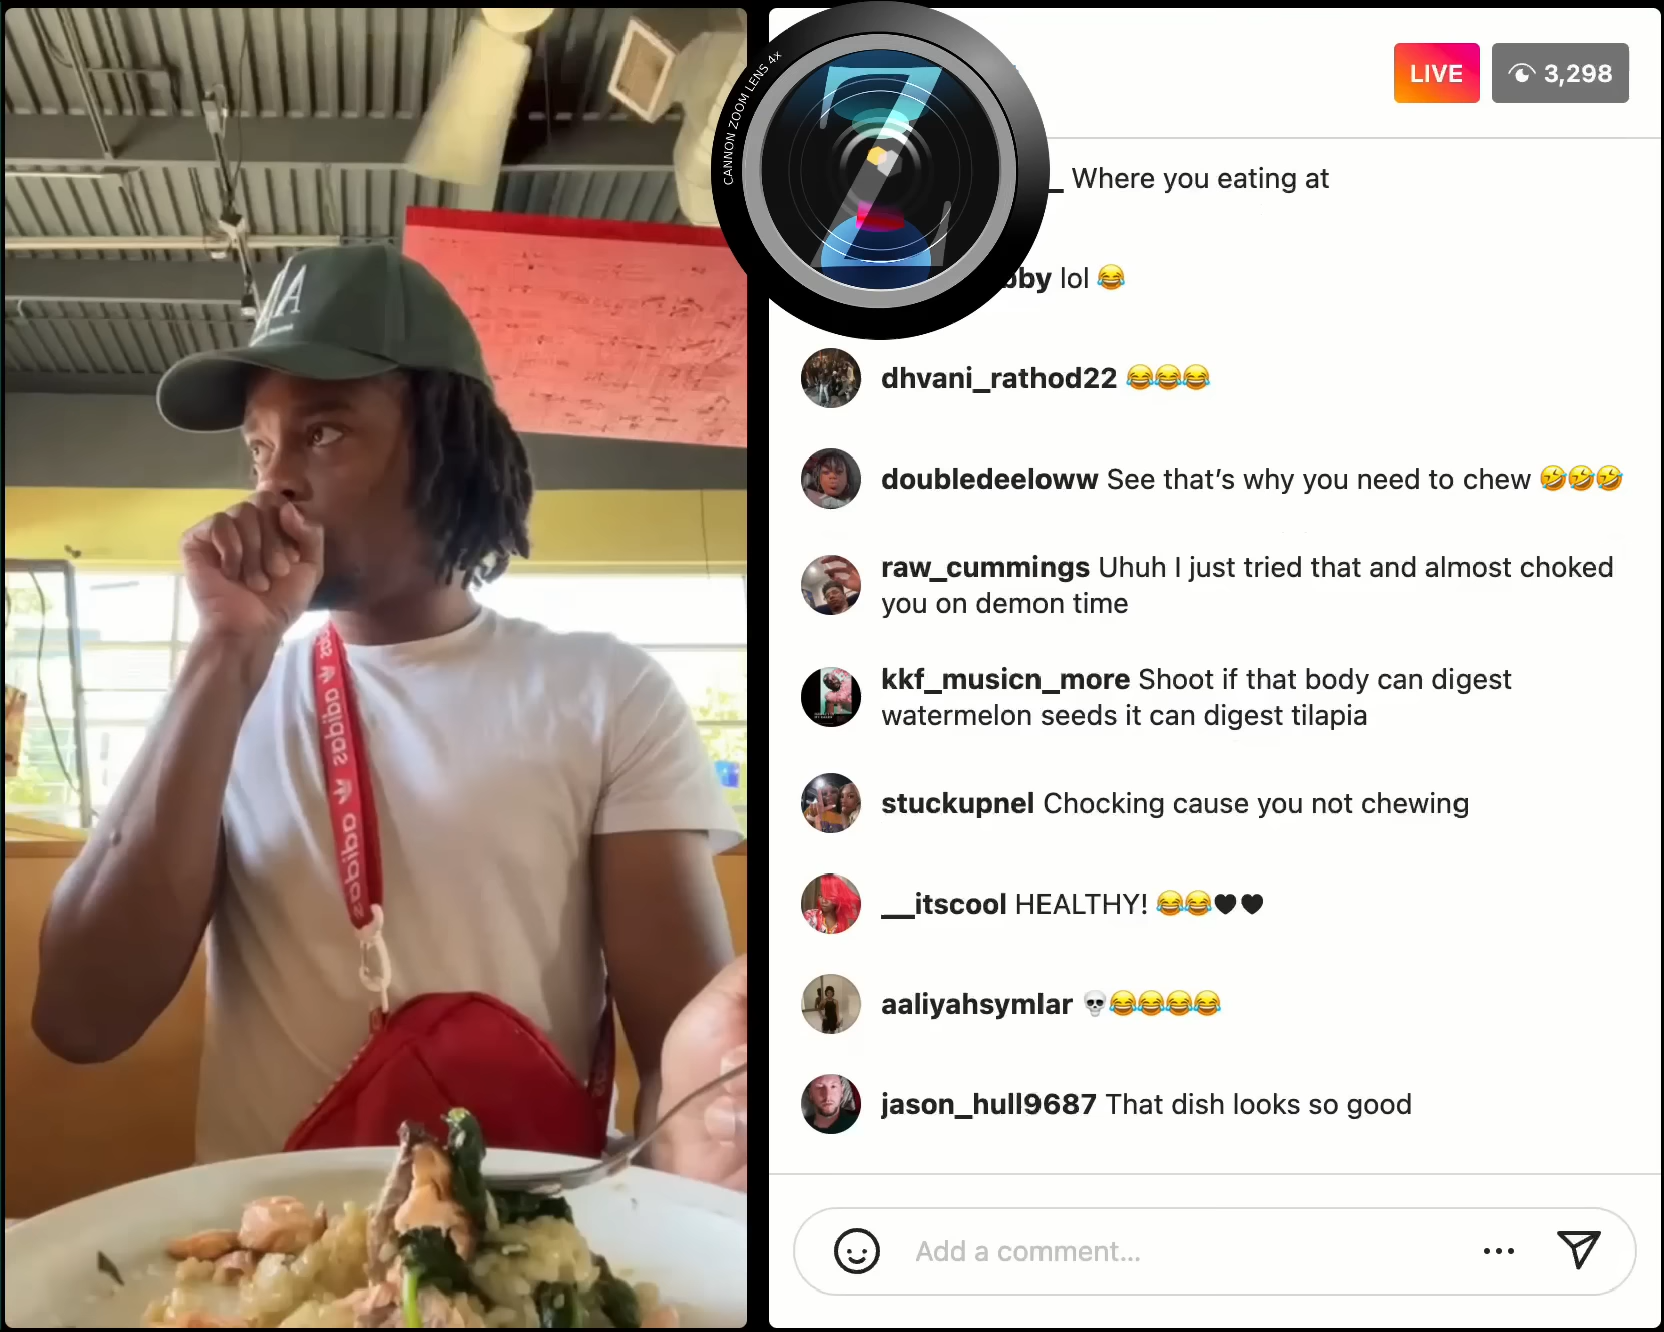 CANNON ZOOM LENS 4x
Z
LIVE
3,298
_ Where you eating at
bby lol 😂
dhvani_rathod22 😂😂😂
doubledeeloww See that’s why you need to chew 🤣🤣🤣
raw_cummings Uhuh I just tried that and almost choked
you on demon time
kkf_musicn_more Shoot if that body can digest
watermelon seeds it can digest tilapia
stuckupnel Chocking cause you not chewing
__itscool HEALTHY! 😂😂🖤🖤
aaliyahsymlar 💀😂😂😂😂
jason_hull9687 That dish looks so good
Add a comment...
LA
adidas
adidas
adidas